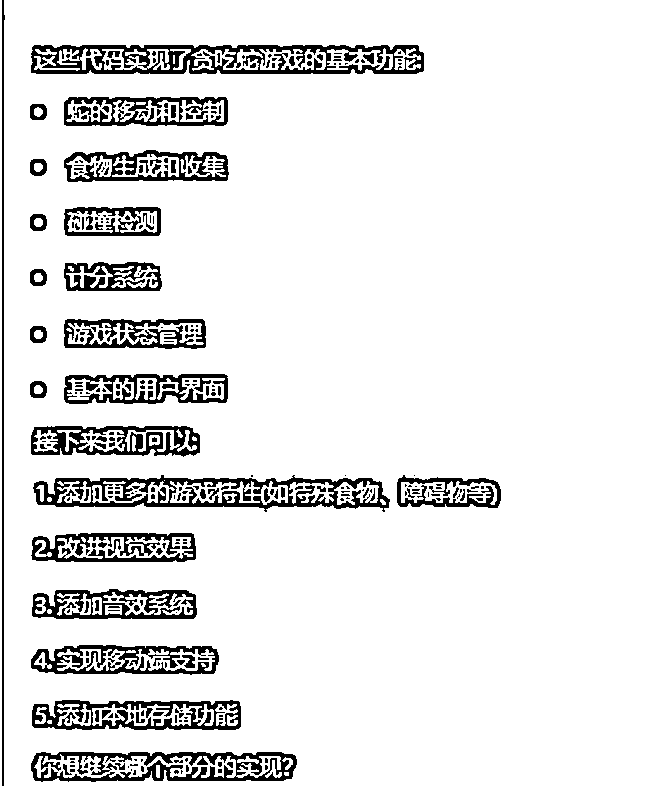 这些代码实现了贪吃蛇游戏的基本功能:
蛇的移动和控制
食物生成和收集
碰撞检测
计分系统
游戏状态管理
基本的用户界面
接下来我们可以:
1. 添加更多的游戏特性(如特殊食物、障碍物等)
2. 改进视觉效果
3. 添加音效系统
4. 实现移动端支持
5. 添加本地存储功能
你想继续哪个部分的实现?